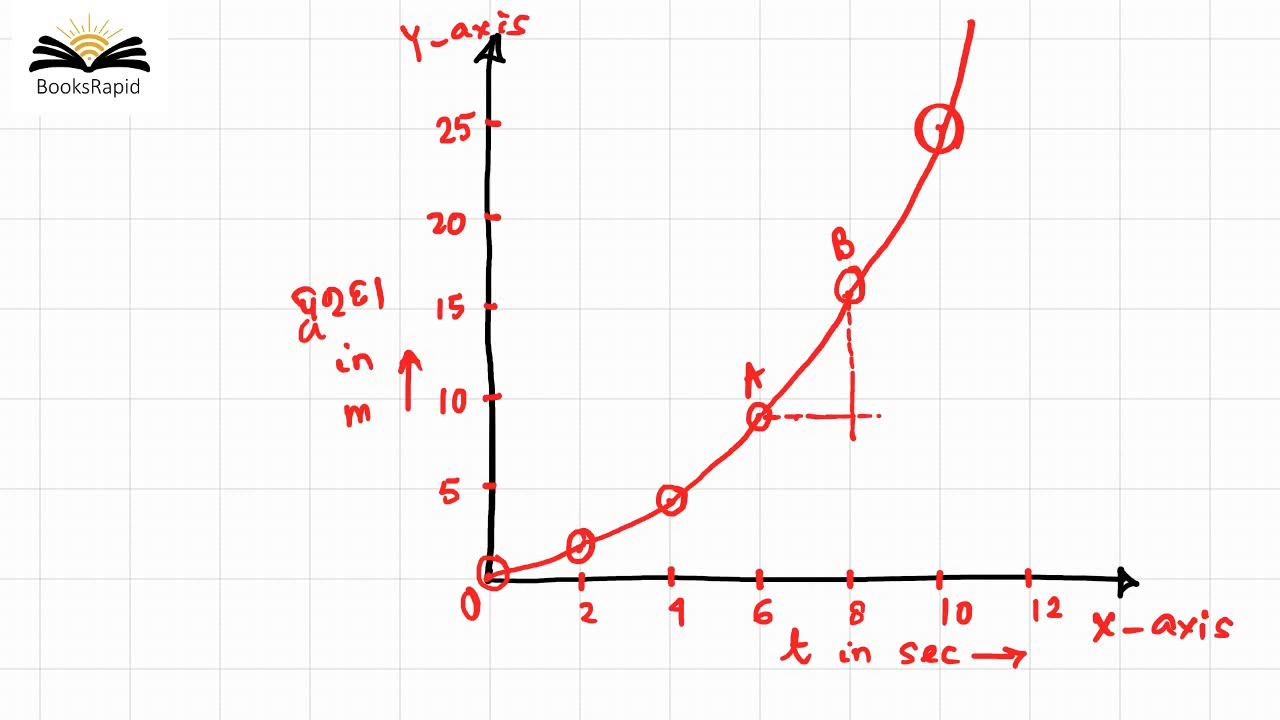 BooksRapid
Y-axis
25
20
15
in
10
m
5
B
A
0
2 4 6 8 10 12
X-axis
t in sec